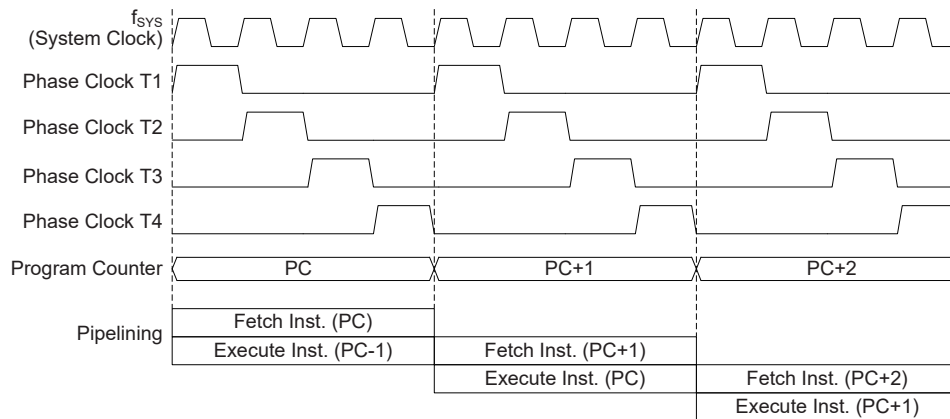 fSYS
(System Clock)
Phase Clock T1
Phase Clock T2
Phase Clock T3
Phase Clock T4
Program Counter PC PC+1 PC+2
Pipelining
Fetch Inst. (PC)
Execute Inst. (PC-1) Fetch Inst. (PC+1)
Execute Inst. (PC) Fetch Inst. (PC+2)
Execute Inst. (PC+1)